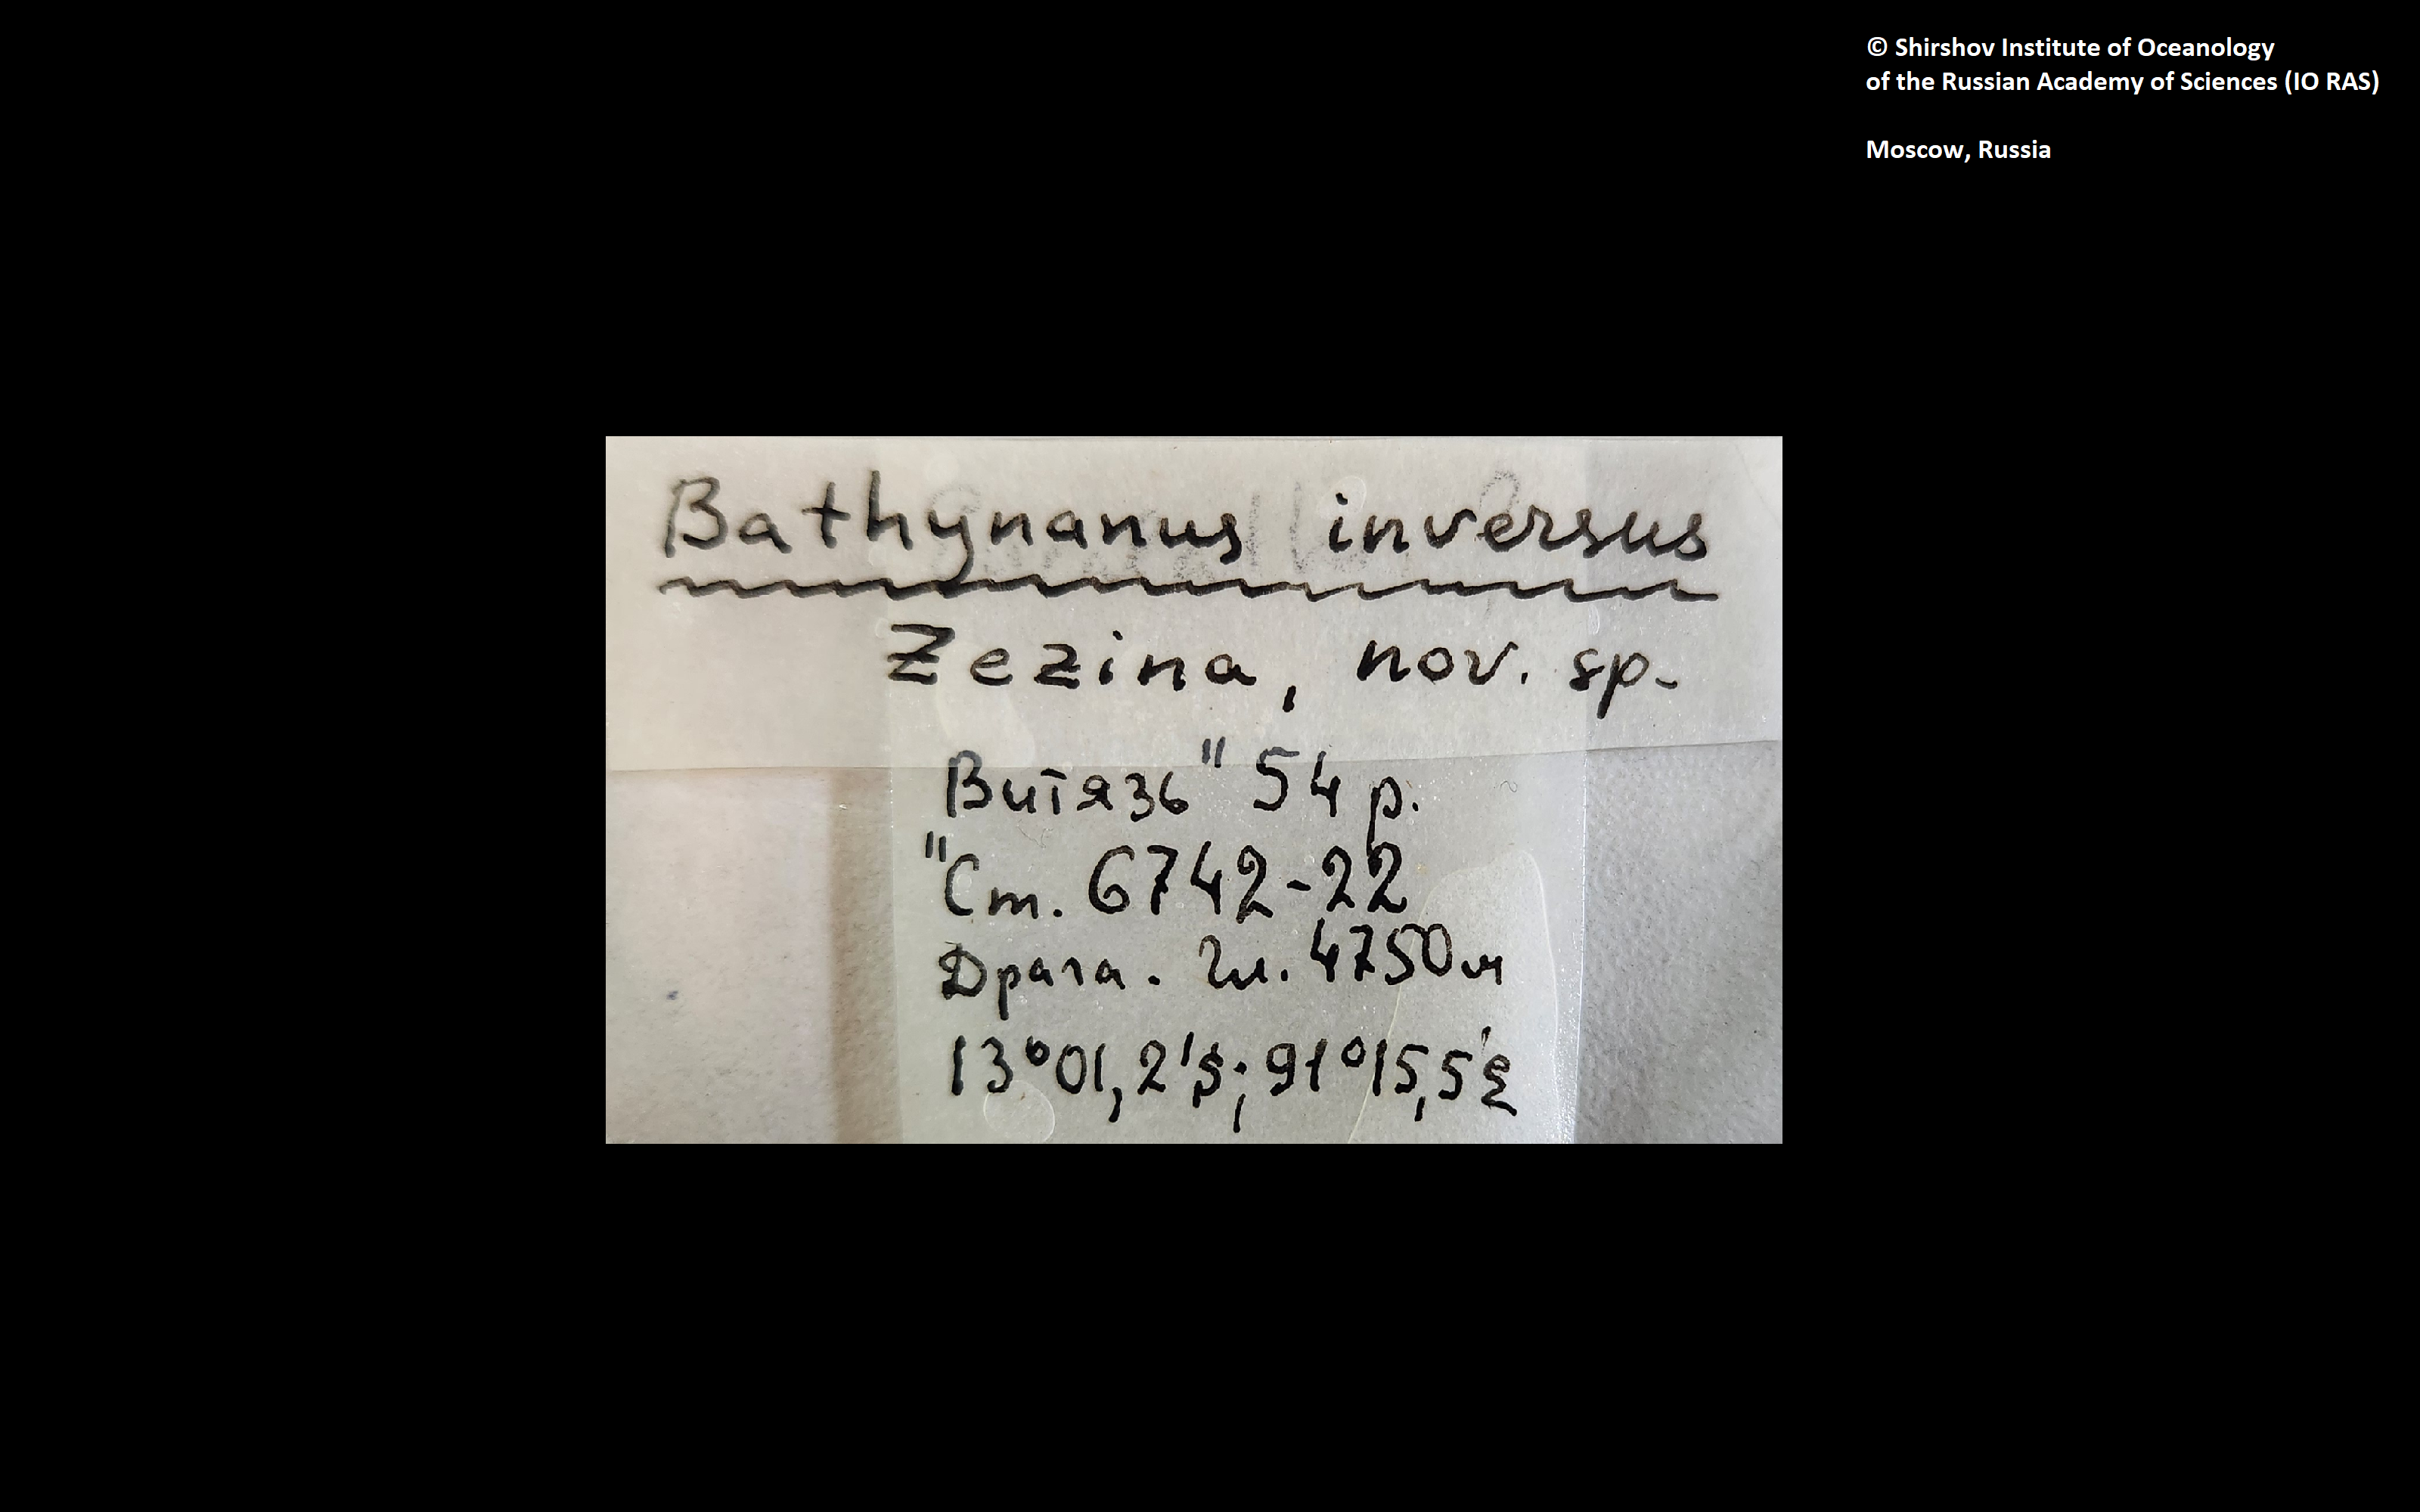 © Shirshov Institute of Oceanology
of the Russian Academy of Sciences (IO RAS)
Moscow, Russia
Bathynanus inversus
Zezina, nov. sp.
Витязь" 54 р.
"Ст. 6742-22
Драга. Гл. 4750м
13°01,2's; 91°15,5'E